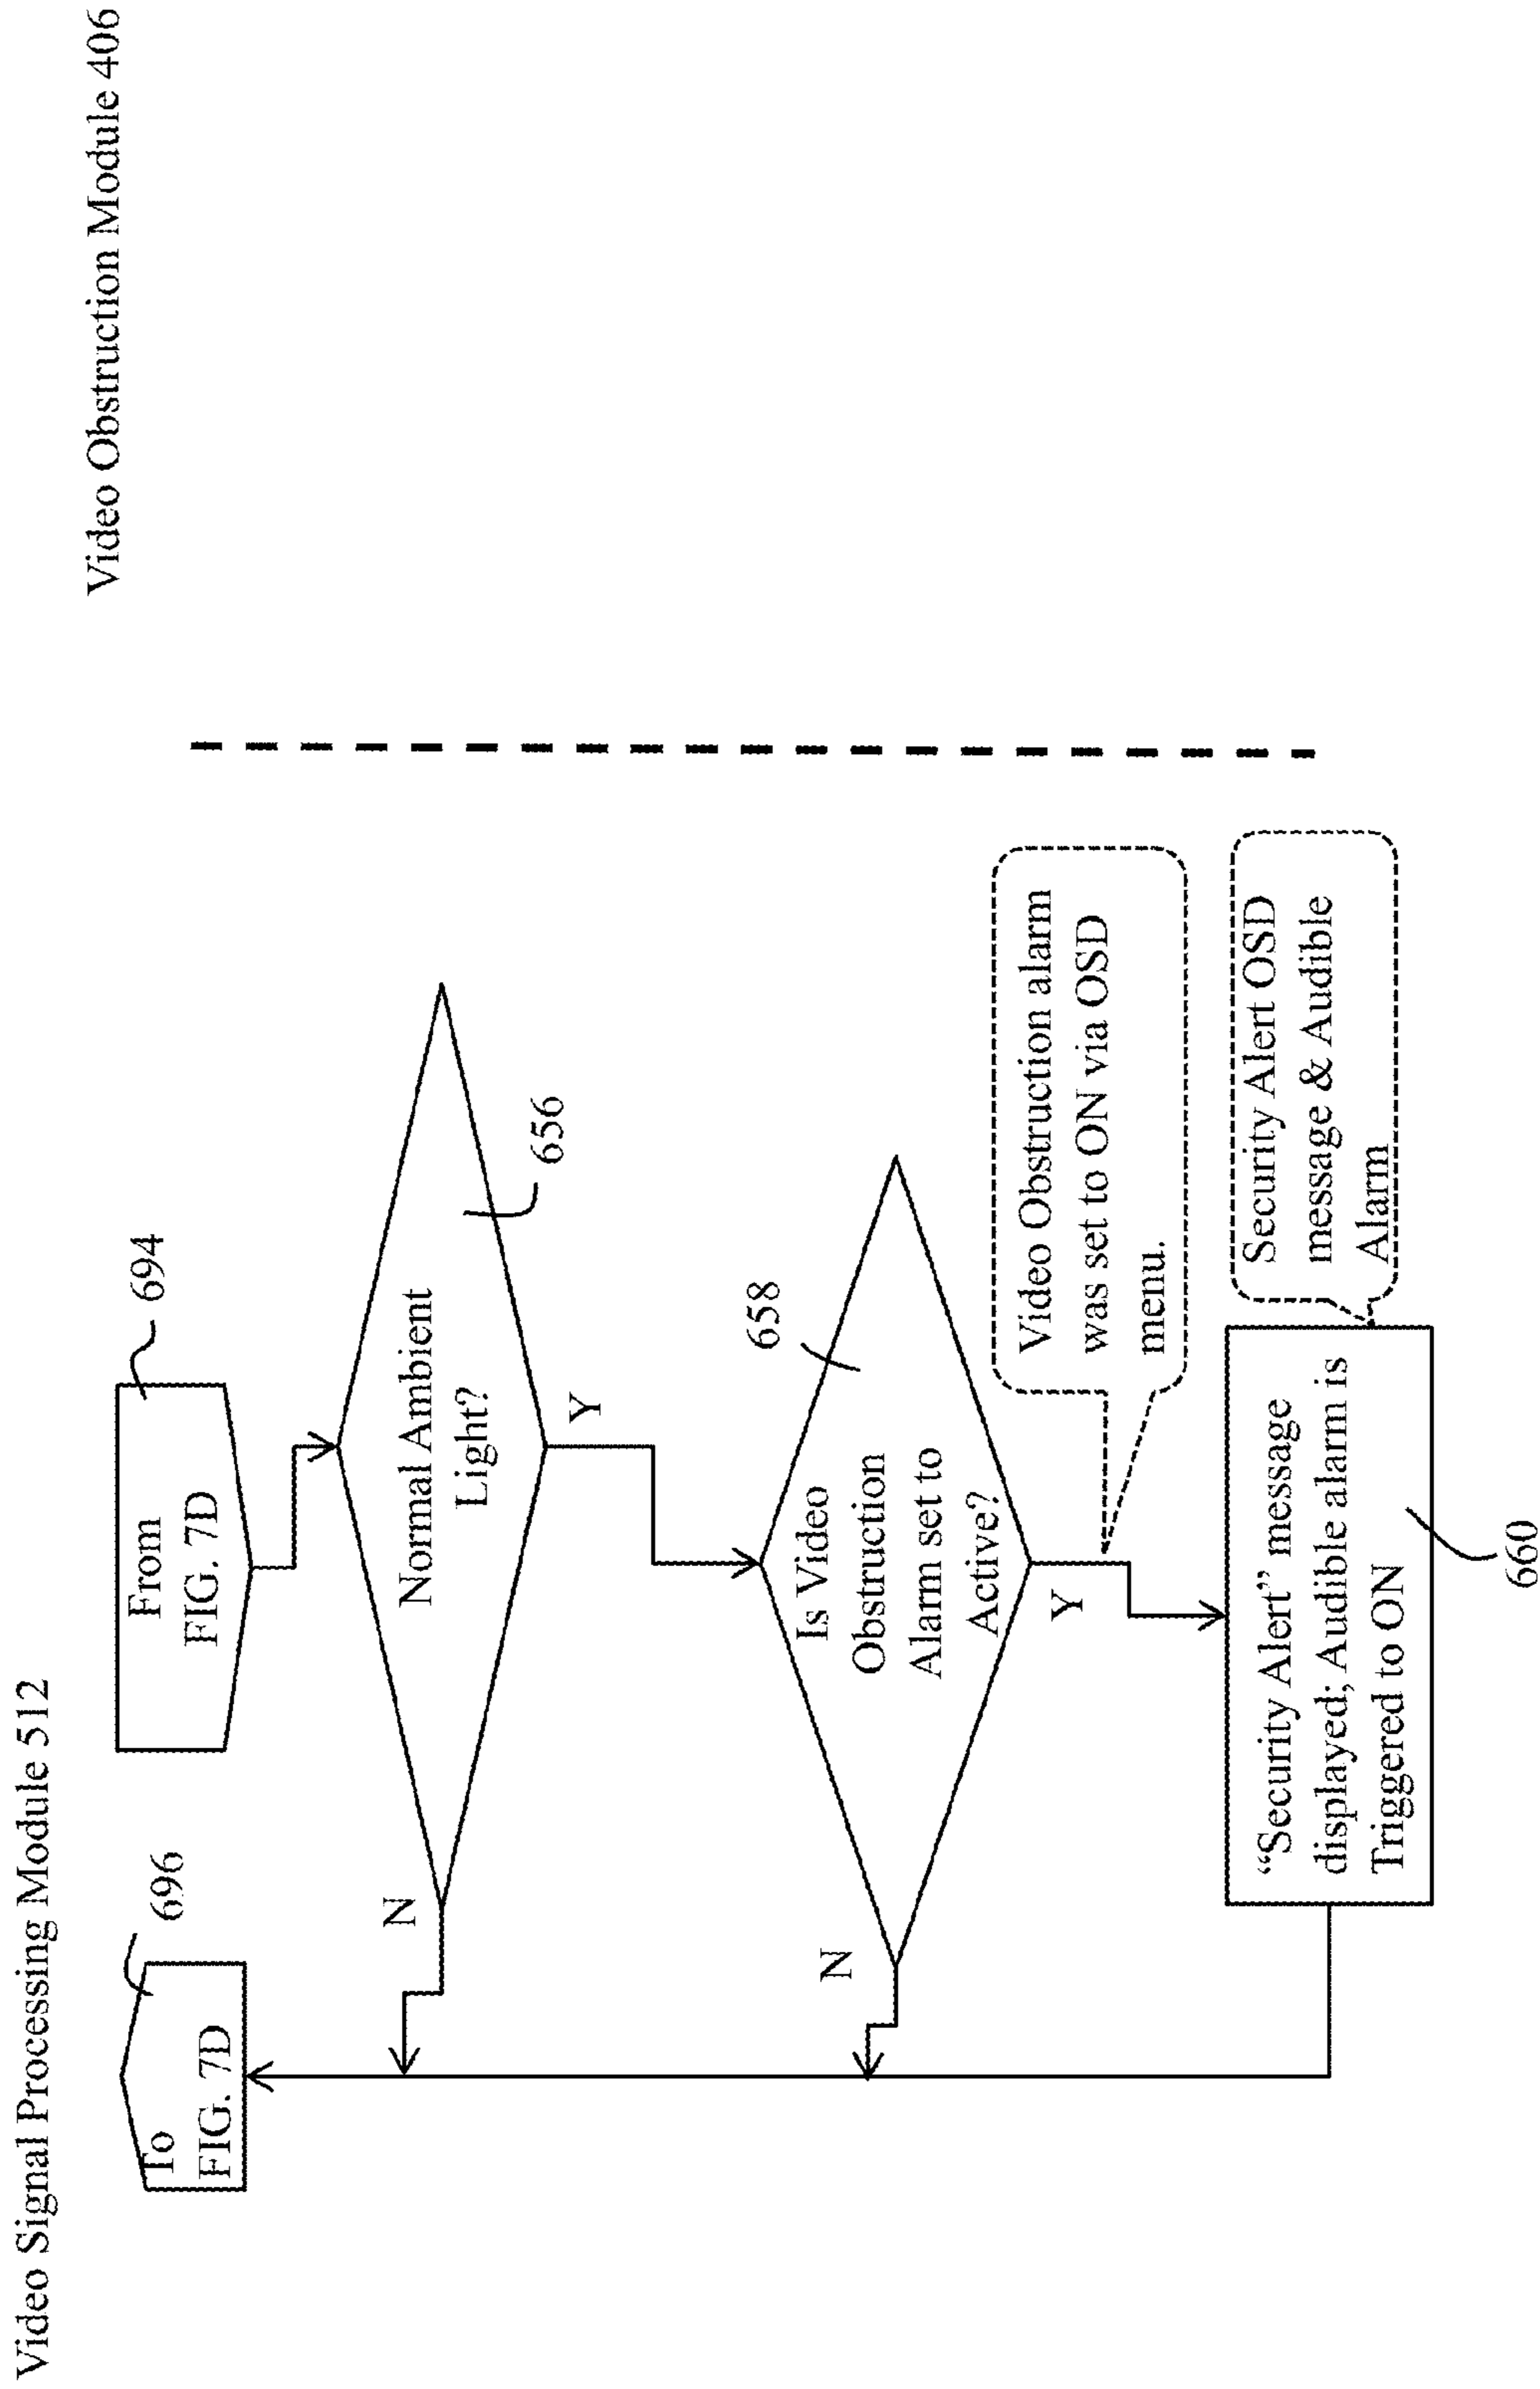 Video Signal Processing Module 512
Video Obstruction Module 406
To
FIG. 7D
696
From
FIG. 7D
694
N
Normal Ambient
Light?
656
Y
N
Is Video
Obstruction
Alarm set to
Active?
658
Y
Video Obstruction alarm
was set to ON via OSD
menu.
“Security Alert” message
displayed; Audible alarm is
Triggered to ON
660
Security Alert OSD
message & Audible
Alarm